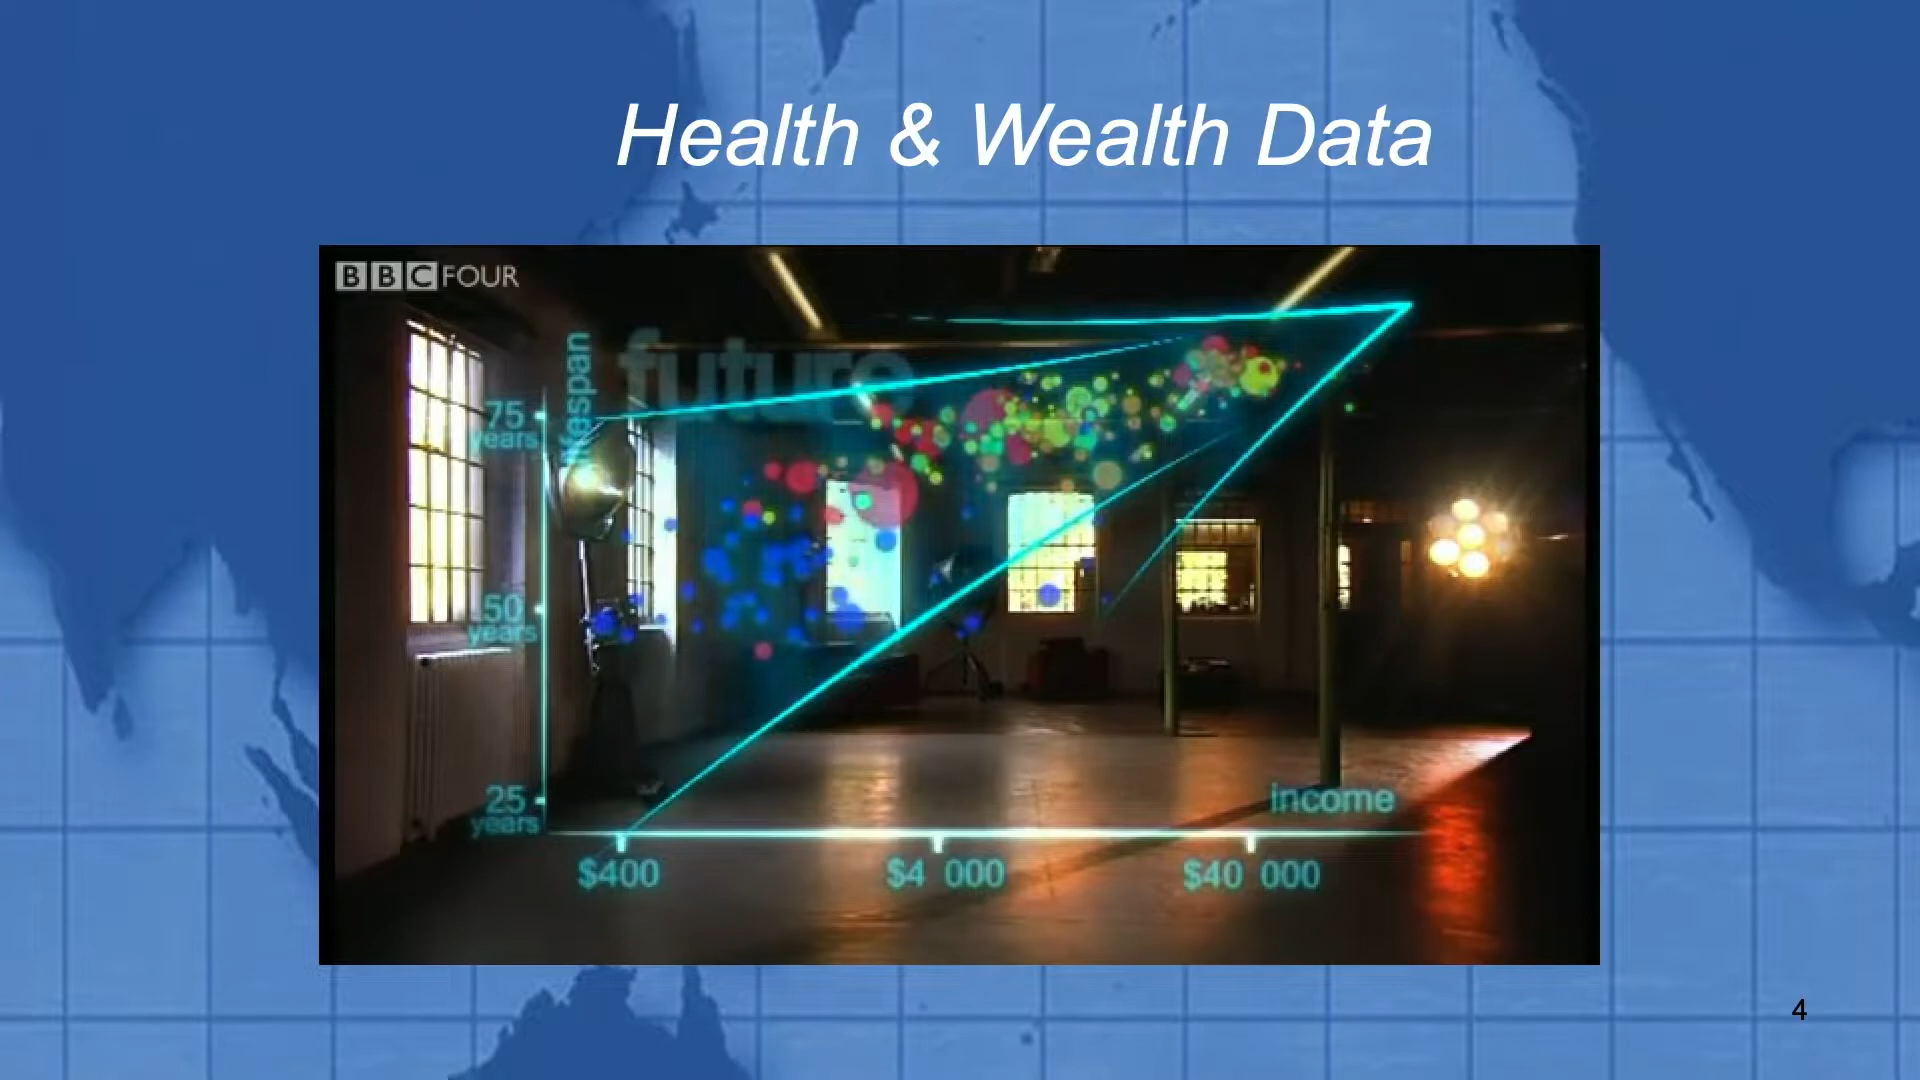 Health & Wealth Data
BBC FOUR
lifespan
future
75
years
50
years
25
years
income
$400
$4 000
$40 000
4